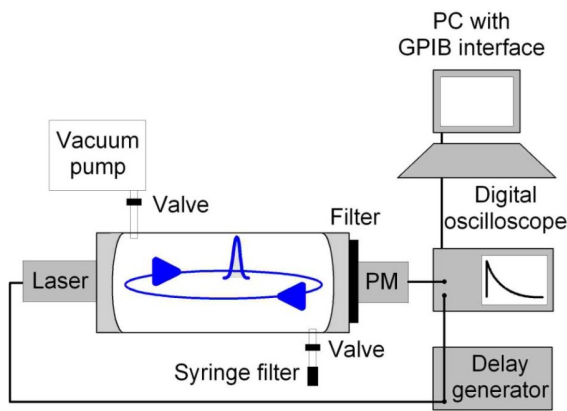 PC with
GPIB interface
Vacuum
pump
Valve
Digital
oscilloscope
Filter
Laser
PM
Valve
Syringe filter
Delay
generator